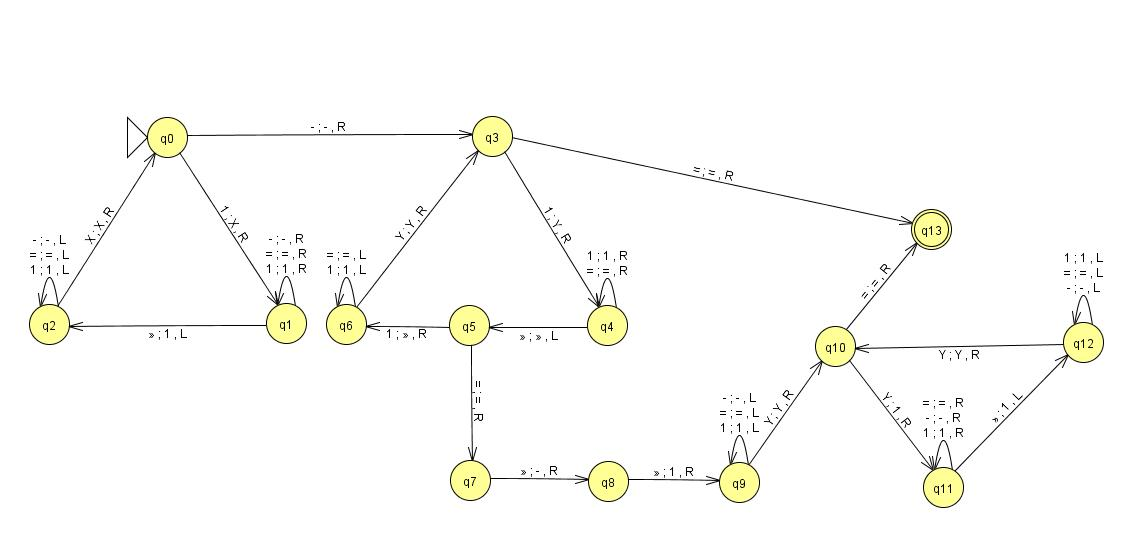 - ; - , R
q0
q3
= ; = , R
X ; X , R
1 ; X , R
Y ; Y , R
1 ; Y , R
q13
- ; - , L
= ; = , L
1 ; 1 , L
- ; - , R
= ; = , R
1 ; 1 , R
= ; = , L
1 ; 1 , L
1 ; 1 , R
= ; = , R
1 ; 1 , L
= ; = , L
- ; - , L
= ; = , R
q2
» ; 1 , L
q1
q6
1 ; » , R
q5
» ; » , L
q4
q10
Y ; Y , R
q12
= ; = , R
- ; - , L
= ; = , L
1 ; 1 , L
Y ; Y , R
Y ; 1 , R
= ; = , R
- ; - , R
1 ; 1 , R
» ; 1 , L
q7
» ; - , R
q8
» ; 1 , R
q9
q11